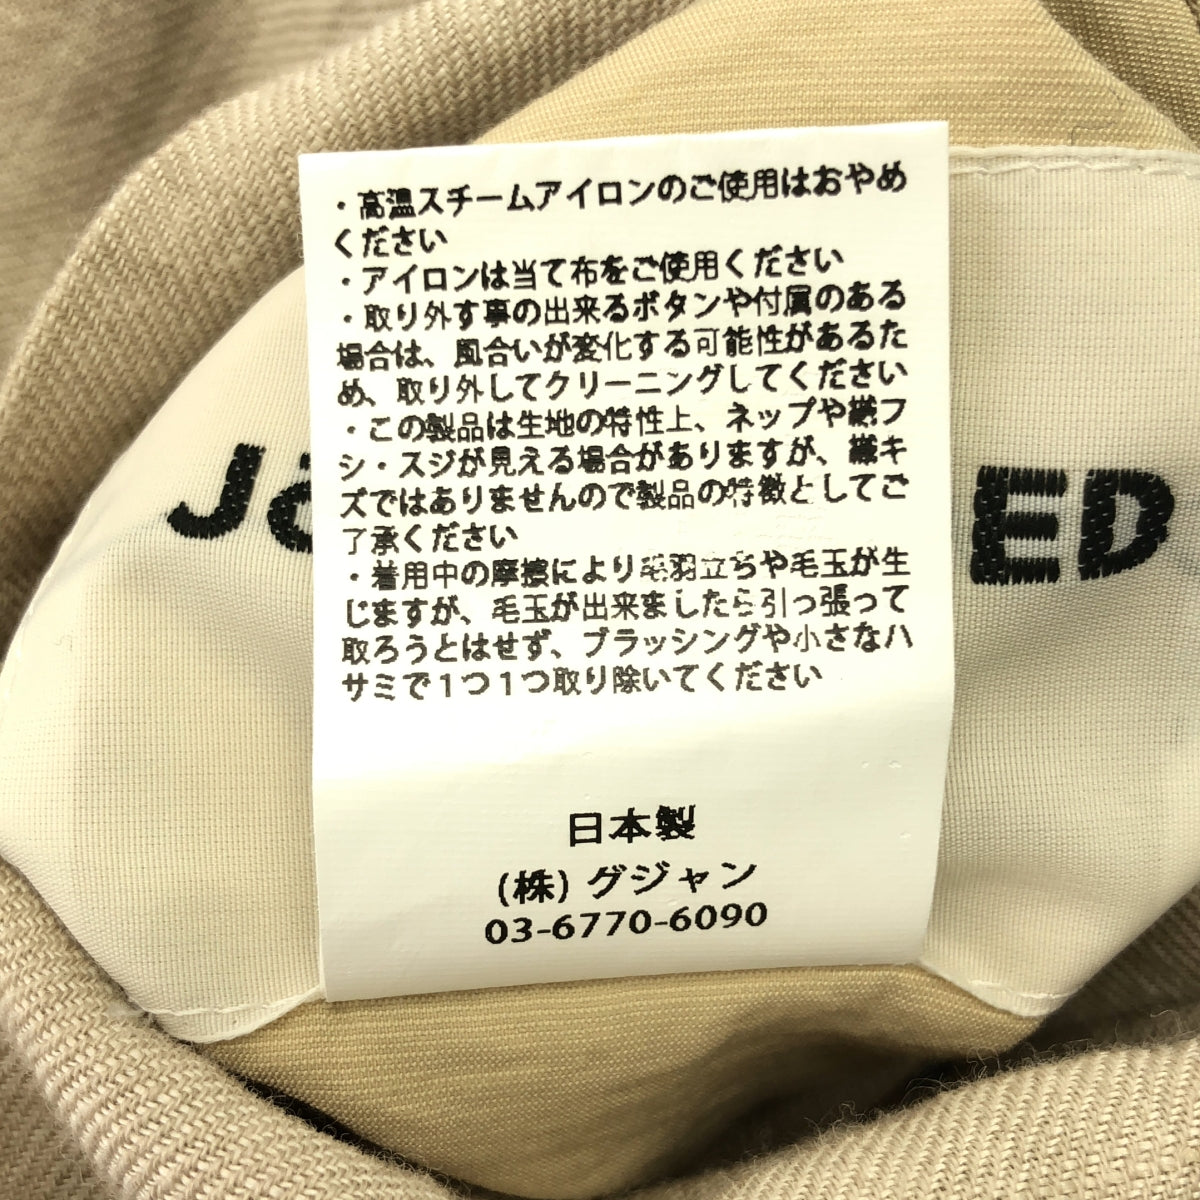 ・高温スチームアイロンのご使用はおやめ
ください
・アイロンは当て布をご使用ください
・取り外す事の出来るボタンや付属のある
場合は、風合いが変化する可能性があるた
め、取り外してクリーニングしてください
・この製品は生地の特性上、ネップや織フ
シ・スジが見える場合がありますが、織キ
ズではありませんので製品の特徴としてご
了承ください
・着用中の摩擦により毛羽立ちや毛玉が生
じますが、毛玉が出来ましたら引っ張って
取ろうとはせず、ブラッシングや小さなハ
サミで1つ1つ取り除いてください
日本製
(株) グジャン
03-6770-6090
ED